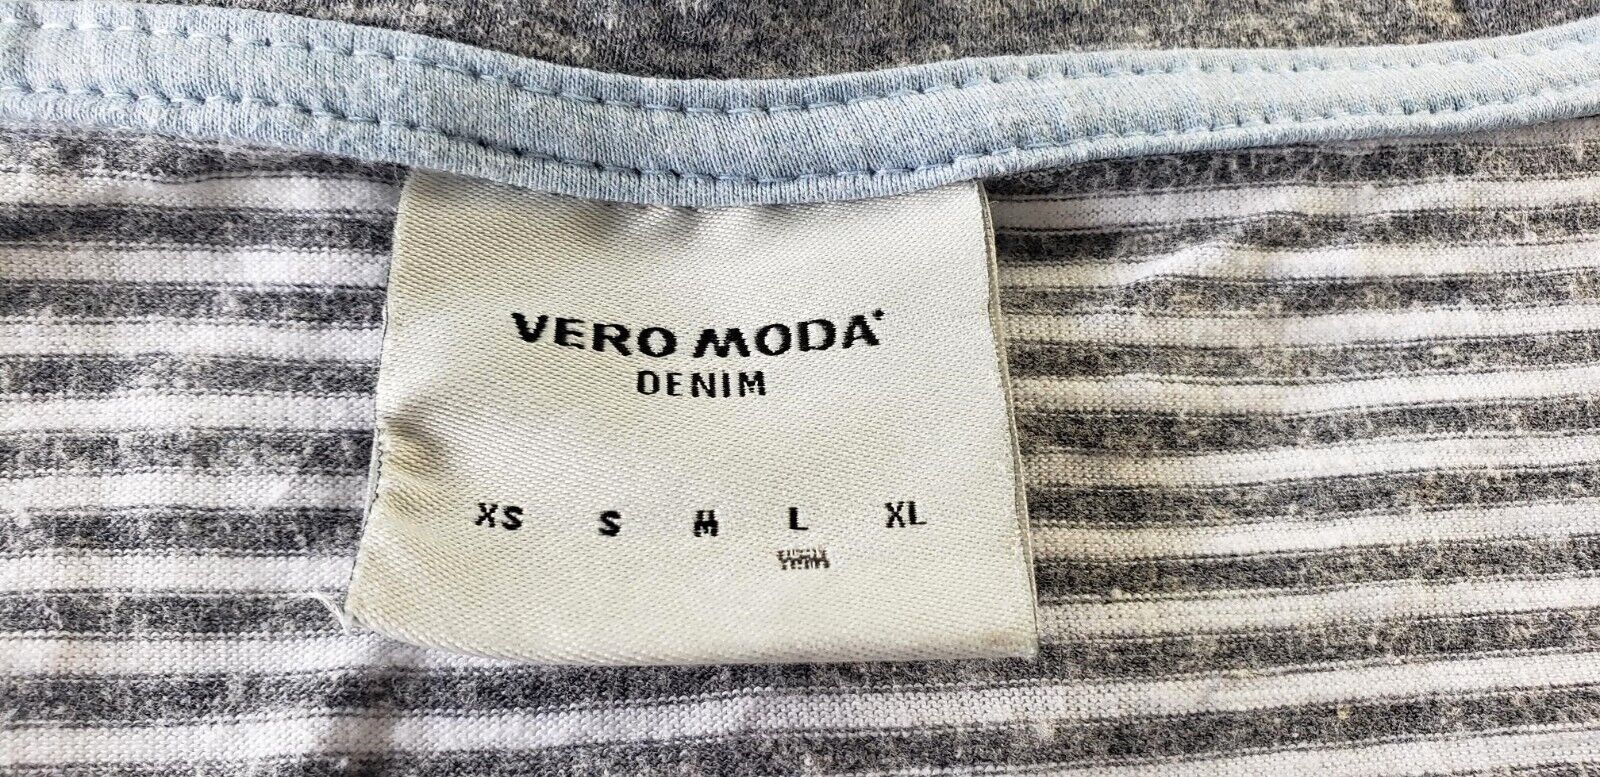 VERO MODA
DENIM
XS S M L XL